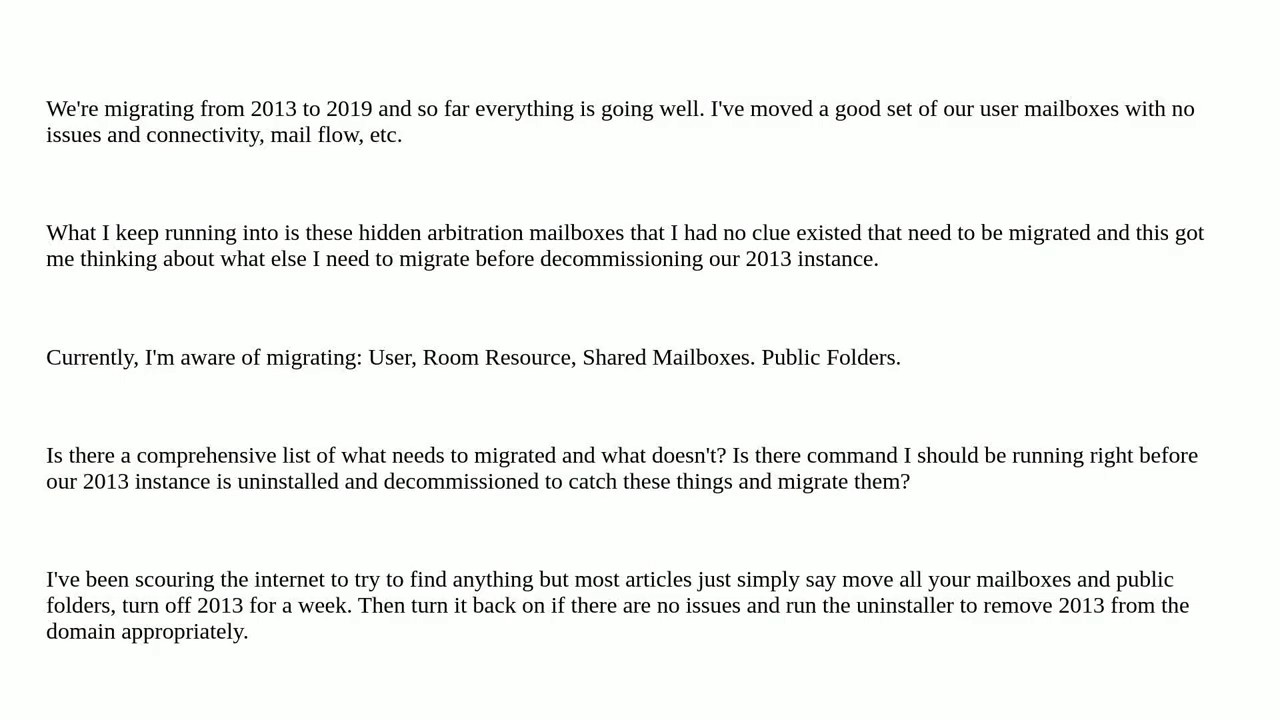 We're migrating from 2013 to 2019 and so far everything is going well. I've moved a good set of our user mailboxes with no
issues and connectivity, mail flow, etc.
What I keep running into is these hidden arbitration mailboxes that I had no clue existed that need to be migrated and this got
me thinking about what else I need to migrate before decommissioning our 2013 instance.
Currently, I'm aware of migrating: User, Room Resource, Shared Mailboxes. Public Folders.
Is there a comprehensive list of what needs to migrated and what doesn't? Is there command I should be running right before
our 2013 instance is uninstalled and decommissioned to catch these things and migrate them?
I've been scouring the internet to try to find anything but most articles just simply say move all your mailboxes and public
folders, turn off 2013 for a week. Then turn it back on if there are no issues and run the uninstaller to remove 2013 from the
domain appropriately.